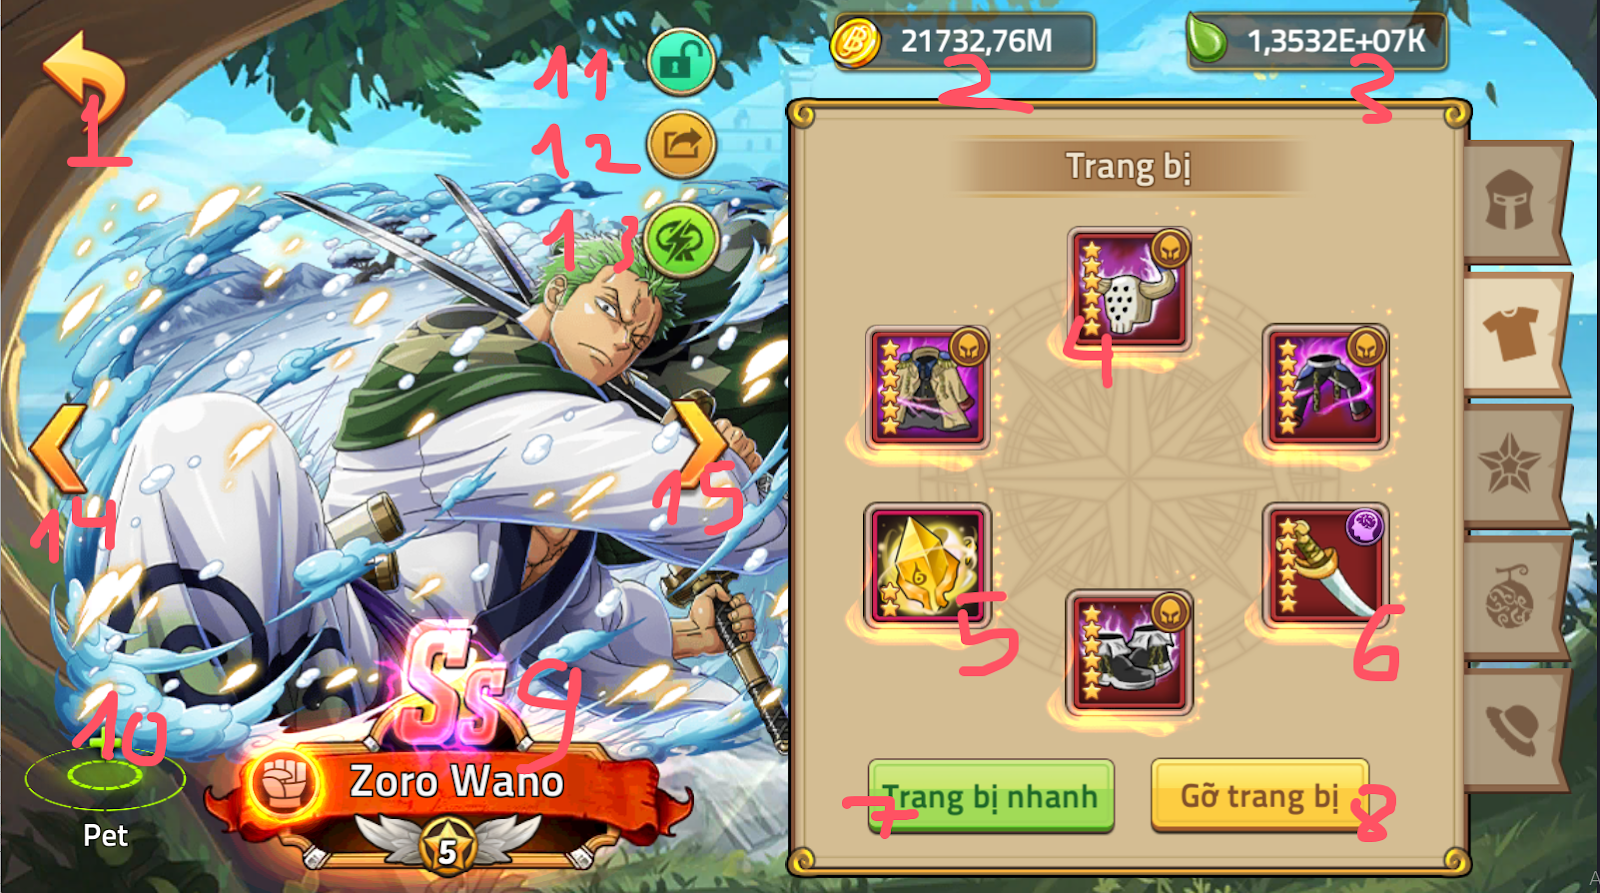 1
11
12
13
21732,76M
2
1,3532E+07K
3
Trang bị
4
5
6
14
15
Ss
9
10
Pet
Zoro Wano
5
Trang bị nhanh
7
Gỡ trang bị
8